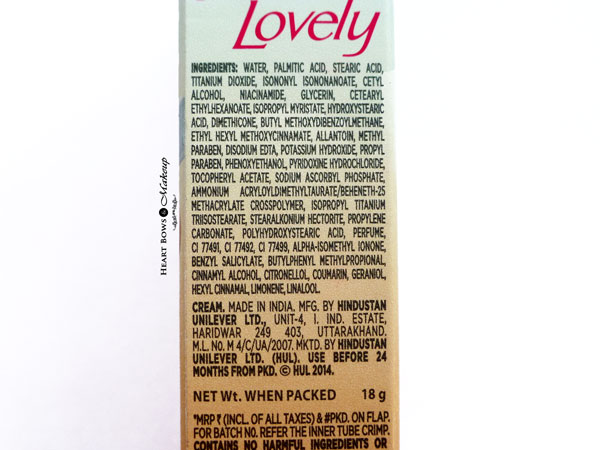 Lovely
INGREDIENTS: WATER, PALMITIC ACID, STEARIC ACID,
TITANIUM DIOXIDE, ISONONYL ISONONANOATE, CETYL
ALCOHOL, NIACINAMIDE, GLYCERIN, CETEARYL
ETHYLHEXANOATE, ISOPROPYL MYRISTATE, HYDROXYSTEARIC
ACID, DIMETHICONE, BUTYL METHOXYDIBENZOYLMETHANE,
ETHYL HEXYL METHOXYCINNAMATE, ALLANTOIN, METHYL
PARABEN, DISODIUM EDTA, POTASSIUM HYDROXIDE, PROPYL
PARABEN, PHENOXYETHANOL, PYRIDOXINE HYDROCHLORIDE,
TOCOPHERYL ACETATE, SODIUM ASCORBYL PHOSPHATE,
AMMONIUM ACRYLOYLDIMETHYLTAURATE/BEHENETH-25
METHACRYLATE CROSSPOLYMER, ISOPROPYL TITANIUM
TRIISOSTEARATE, STEARALKONIUM HECTORITE, PROPYLENE
CARBONATE, POLYHYDROXYSTEARIC ACID, PERFUME,
CI 77491, CI 77492, CI 77499, ALPHA-ISOMETHYL IONONE,
BENZYL SALICYLATE, BUTYLPHENYL METHYLPROPIONAL,
CINNAMYL ALCOHOL, CITRONELLOL, COUMARIN, GERANIOL,
HEXYL CINNAMAL, LIMONENE, LINALOOL.
CREAM. MADE IN INDIA. MFG. BY HINDUSTAN
UNILEVER LTD., UNIT-4, I. IND. ESTATE,
HARIDWAR 249 403, UTTARAKHAND.
M.L. No. M 4/C/UA/2007. MKTD. BY HINDUSTAN
UNILEVER LTD. (HUL). USE BEFORE 24
MONTHS FROM PKD. © HUL 2014.
NET WT. WHEN PACKED 18 g
*MRP ₹ (INCL. OF ALL TAXES) & #PKD. ON FLAP.
FOR BATCH NO. REFER THE INNER TUBE CRIMP.
CONTAINS NO HARMFUL INGREDIENTS OR
HEART BOWS & Makeup